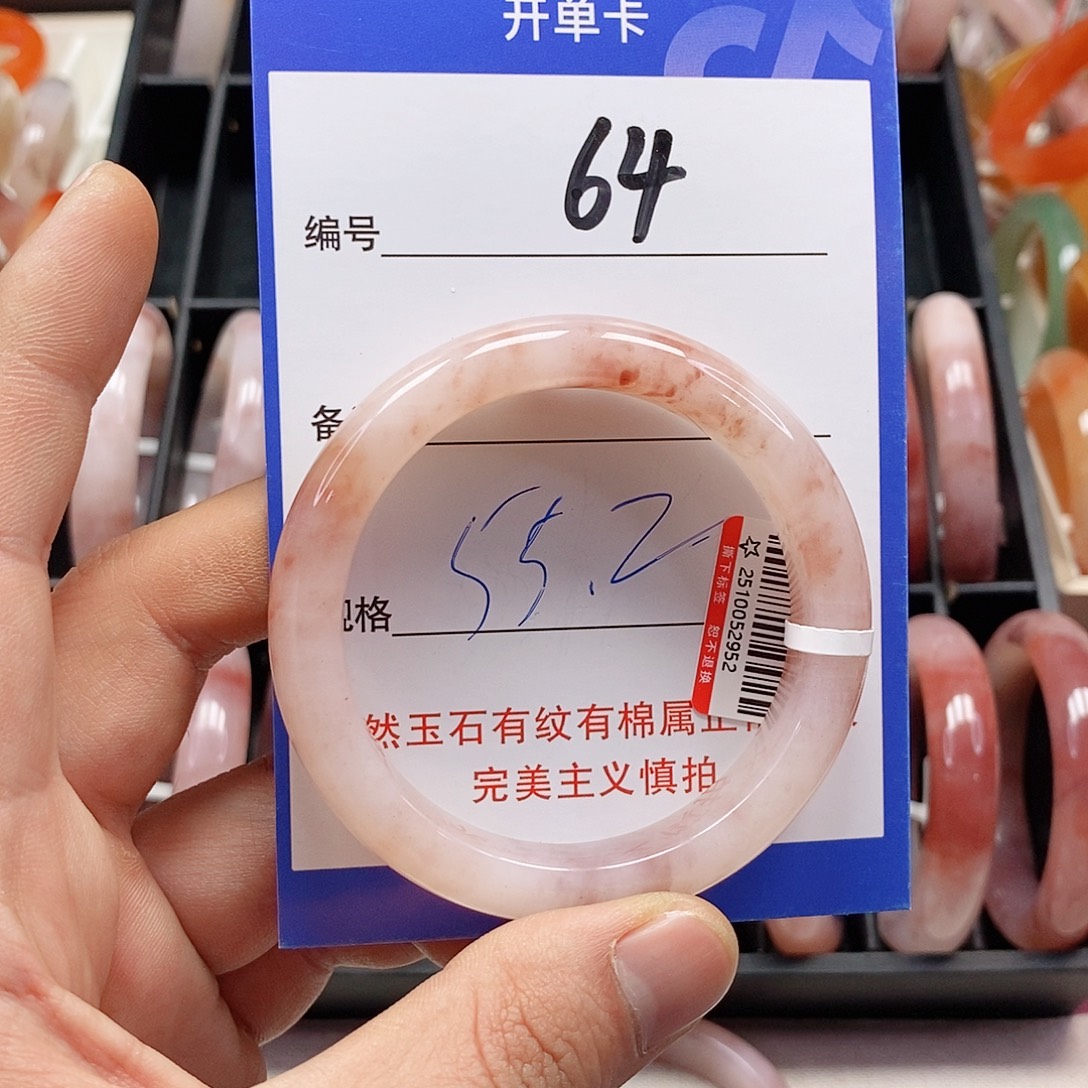 开单卡
编号 64
备
规格 55.2
☆ 2510052952
撕下标签 恕不退换
然玉石有纹有棉属正
完美主义慎拍